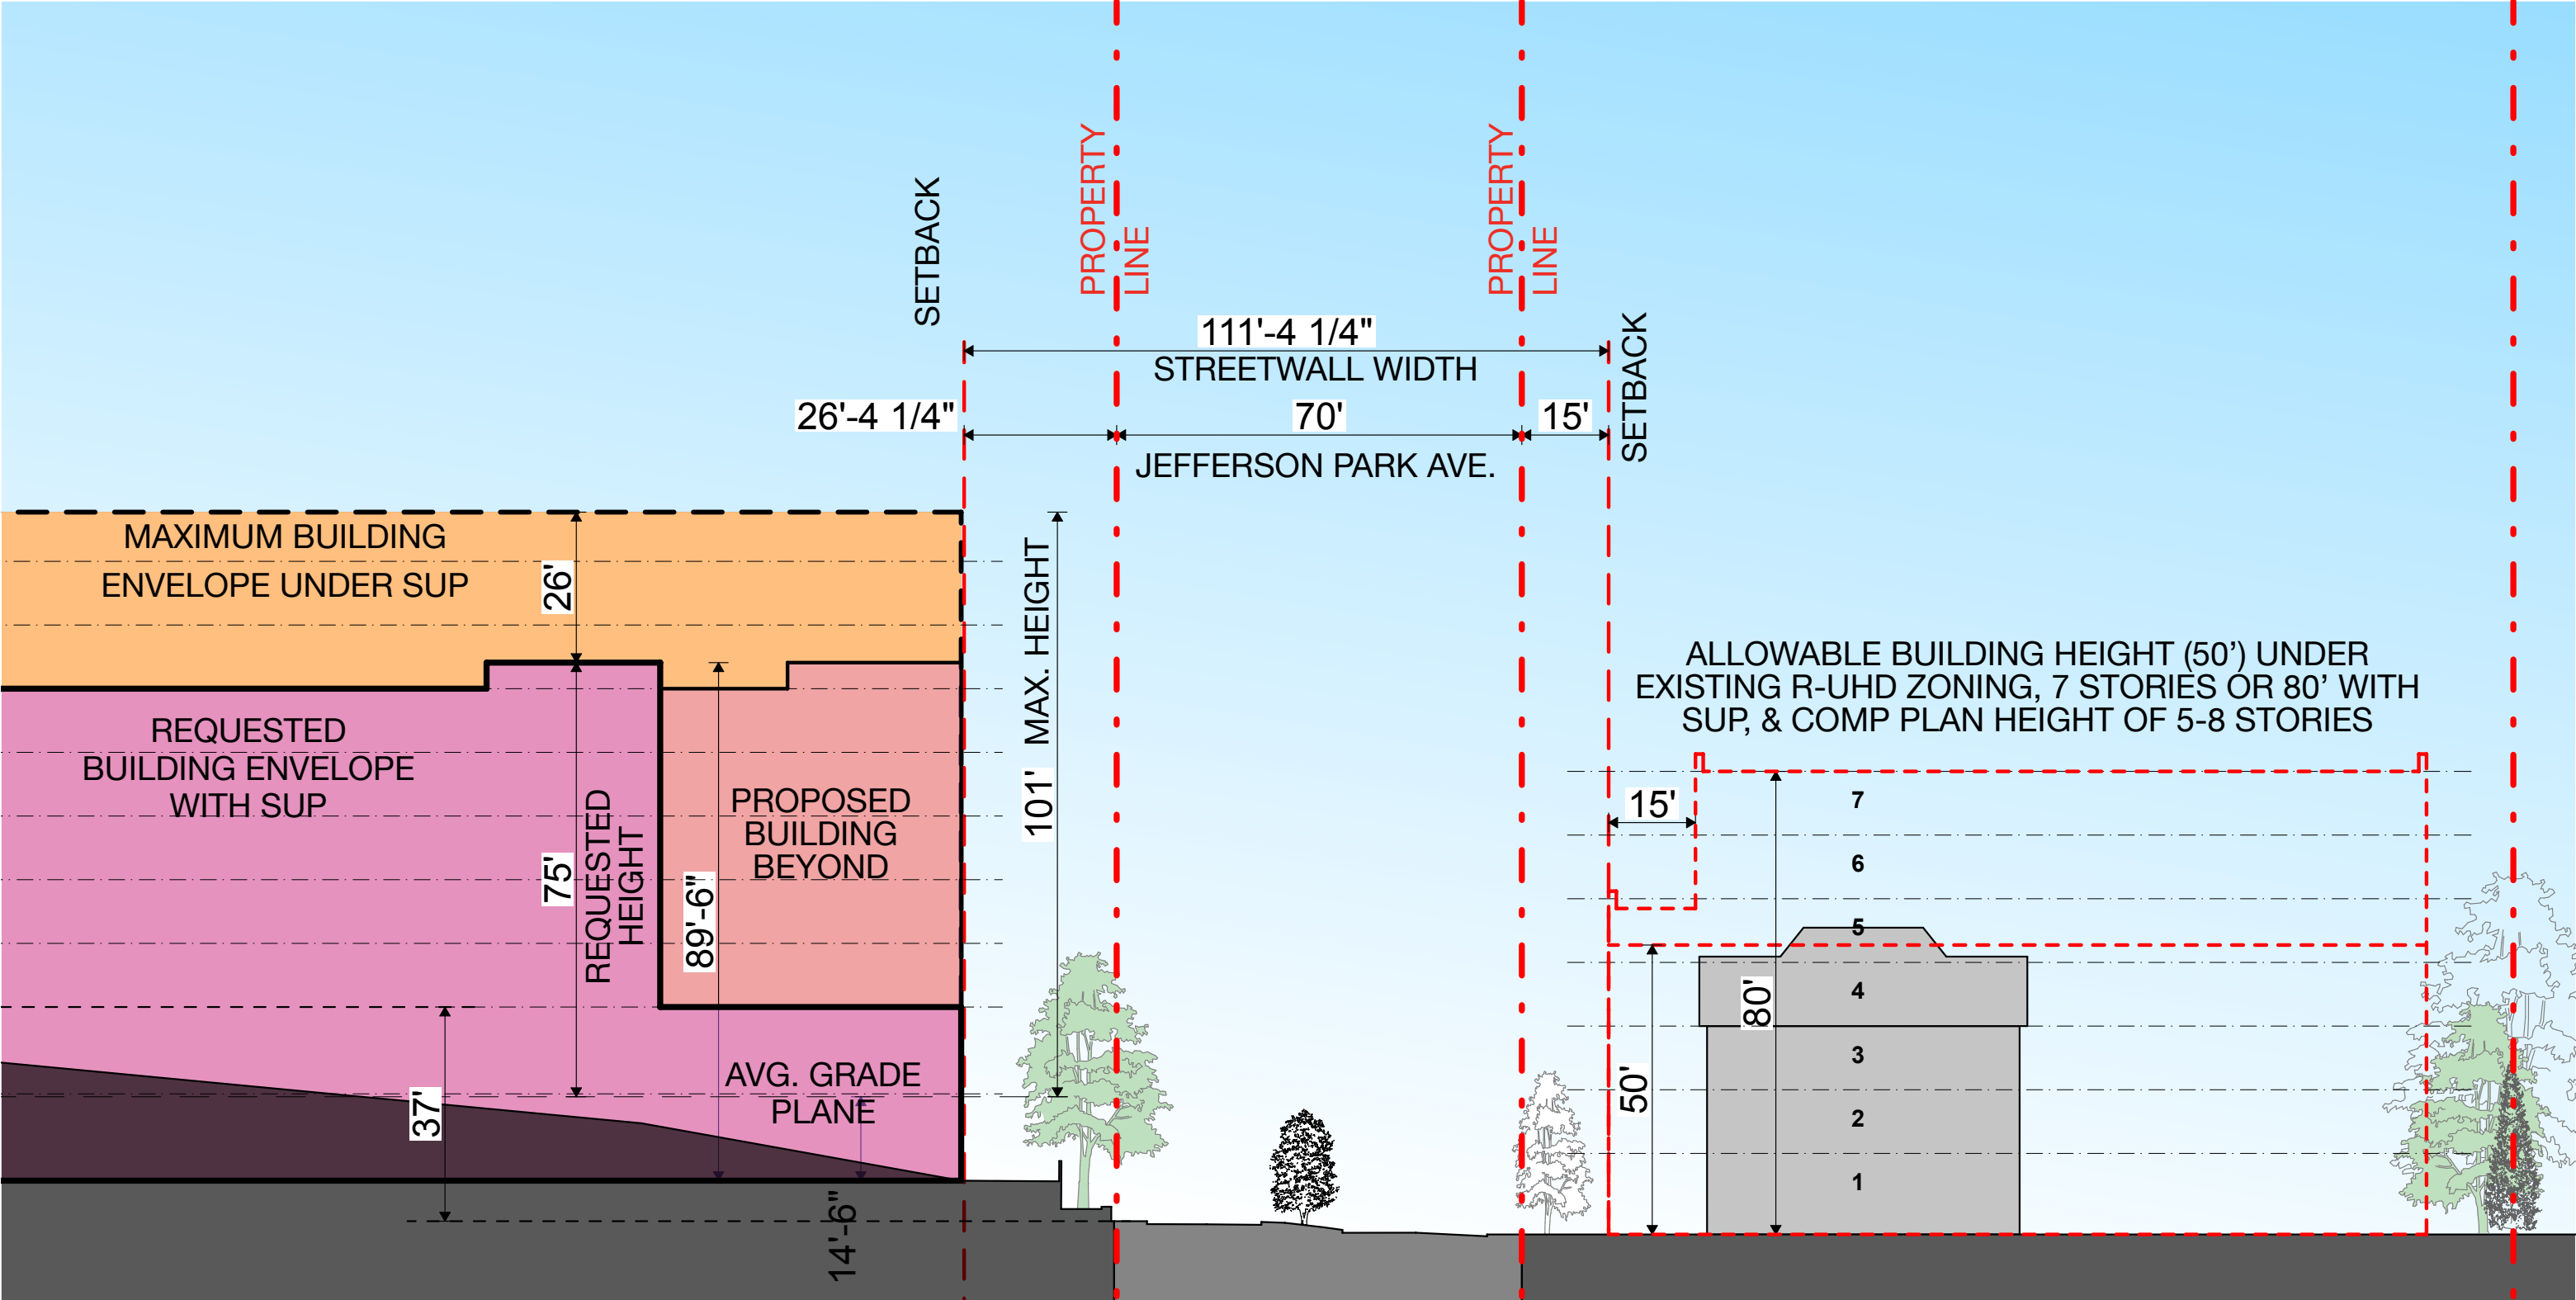 PROPERTY
LINE
PROPERTY
LINE
SETBACK
SETBACK
111'-4 1/4"
STREETWALL WIDTH
26'-4 1/4"
70'
15'
JEFFERSON PARK AVE.
MAXIMUM BUILDING
ENVELOPE UNDER SUP
26'
101' MAX. HEIGHT
REQUESTED
BUILDING ENVELOPE
WITH SUP
75'
REQUESTED
HEIGHT
89'-6"
PROPOSED
BUILDING
BEYOND
AVG. GRADE
PLANE
37'
14'-6"
ALLOWABLE BUILDING HEIGHT (50’) UNDER
EXISTING R-UHD ZONING, 7 STORIES OR 80’ WITH
SUP, & COMP PLAN HEIGHT OF 5-8 STORIES
15'
7
6
5
4
3
2
1
80'
50'